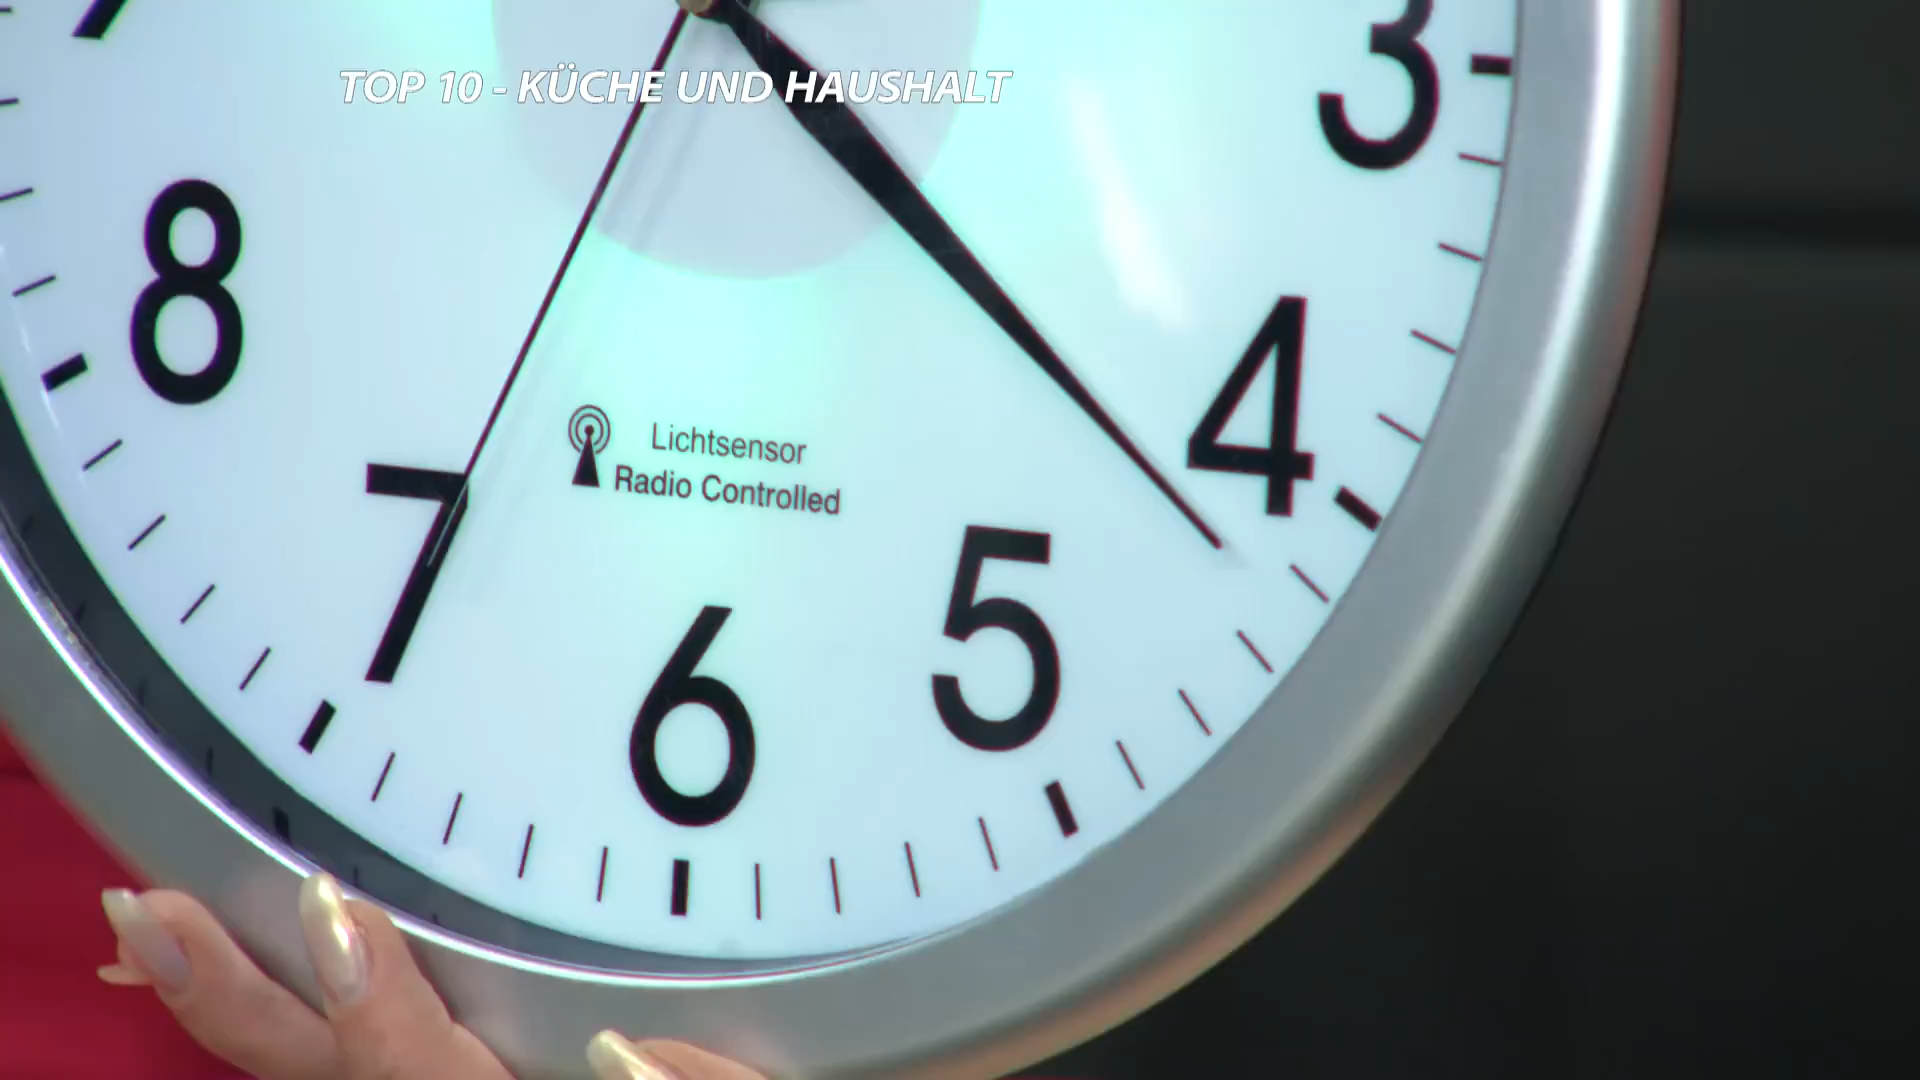 TOP 10 - KÜCHE UND HAUSHALT
3
8
4
Lichtsensor
Radio Controlled
7
5
6